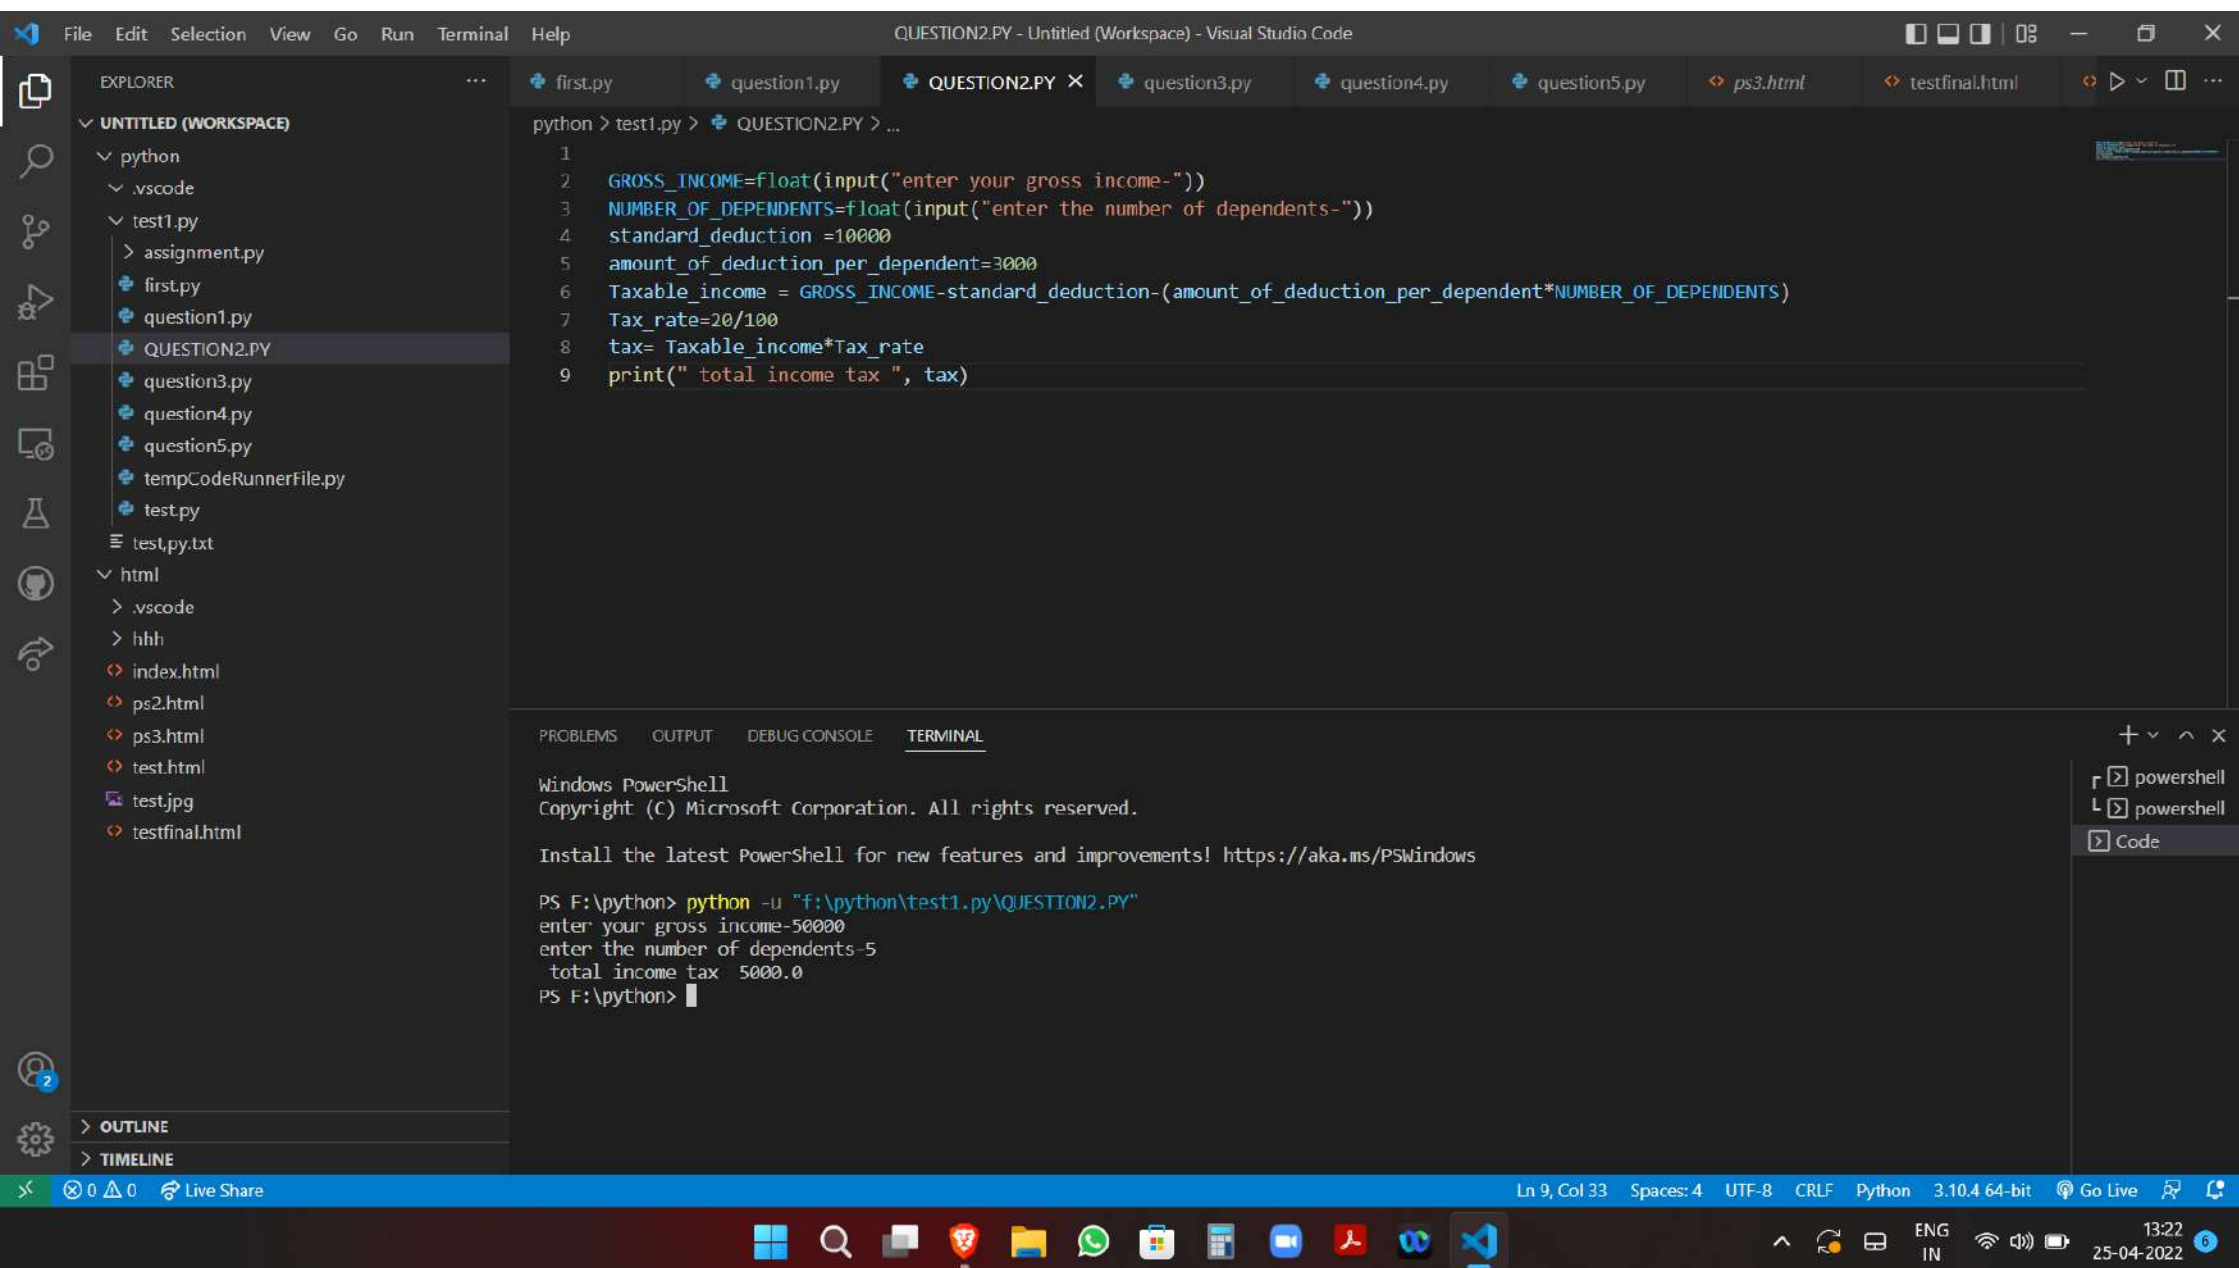 File Edit Selection View Go Run Terminal Help
QUESTION2.PY - Untitled (Workspace) - Visual Studio Code
EXPLORER
first.py question1.py QUESTION2.PY question3.py question4.py question5.py ps3.html testfinal.html
python > test1.py > QUESTION2.PY > ...
UNTITLED (WORKSPACE)
python
.vscode
test1.py
assignment.py
first.py
question1.py
QUESTION2.PY
question3.py
question4.py
question5.py
tempCodeRunnerFile.py
test.py
test,py.txt
html
.vscode
hhh
index.html
ps2.html
ps3.html
test.html
test.jpg
testfinal.html
OUTLINE
TIMELINE
1
2 GROSS_INCOME=float(input("enter your gross income-"))
3 NUMBER_OF_DEPENDENTS=float(input("enter the number of dependents-"))
4 standard_deduction =10000
5 amount_of_deduction_per_dependent=3000
6 Taxable_income = GROSS_INCOME-standard_deduction-(amount_of_deduction_per_dependent*NUMBER_OF_DEPENDENTS)
7 Tax_rate=20/100
8 tax= Taxable_income*Tax_rate
9 print(" total income tax ", tax)
PROBLEMS OUTPUT DEBUG CONSOLE TERMINAL
Windows PowerShell
Copyright (C) Microsoft Corporation. All rights reserved.
Install the latest PowerShell for new features and improvements! https://aka.ms/PSWindows
PS F:\python> python -u "f:\python\test1.py\QUESTION2.PY"
enter your gross income-50000
enter the number of dependents-5
total income tax 5000.0
PS F:\python>
powershell
powershell
Code
2
0 0 Live Share
Ln 9, Col 33 Spaces: 4 UTF-8 CRLF Python 3.10.4 64-bit Go Live
ENG
IN
13:22
25-04-2022
6